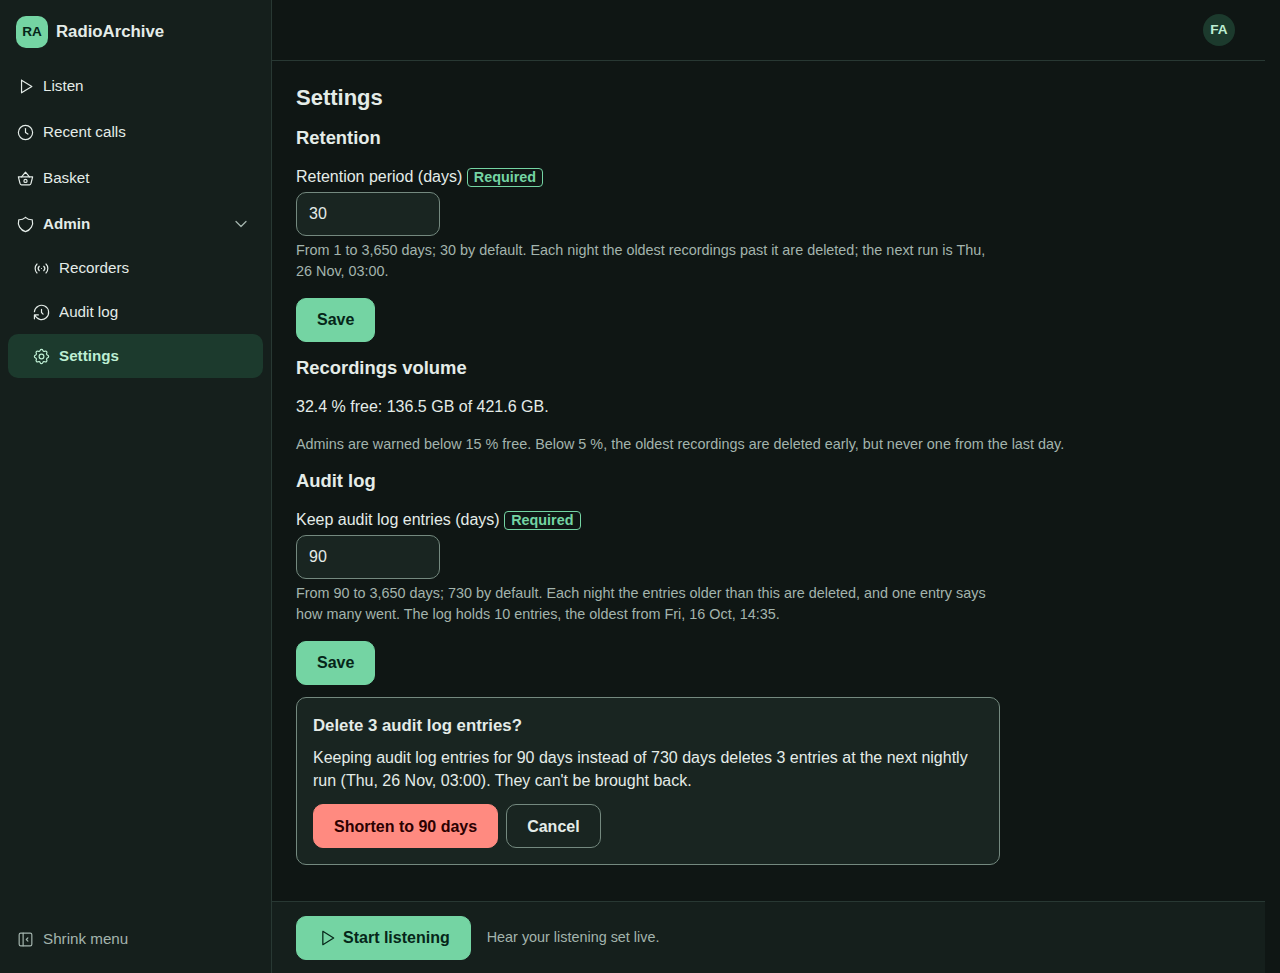 RA RadioArchive
FA
Listen
Recent calls
Basket
Admin
Recorders
Audit log
Settings
Shrink menu
Settings
Retention
Retention period (days) Required
30
From 1 to 3,650 days; 30 by default. Each night the oldest recordings past it are deleted; the next run is Thu,
26 Nov, 03:00.
Save
Recordings volume
32.4 % free: 136.5 GB of 421.6 GB.
Admins are warned below 15 % free. Below 5 %, the oldest recordings are deleted early, but never one from the last day.
Audit log
Keep audit log entries (days) Required
90
From 90 to 3,650 days; 730 by default. Each night the entries older than this are deleted, and one entry says
how many went. The log holds 10 entries, the oldest from Fri, 16 Oct, 14:35.
Save
Delete 3 audit log entries?
Keeping audit log entries for 90 days instead of 730 days deletes 3 entries at the next nightly
run (Thu, 26 Nov, 03:00). They can't be brought back.
Shorten to 90 days Cancel
Start listening Hear your listening set live.